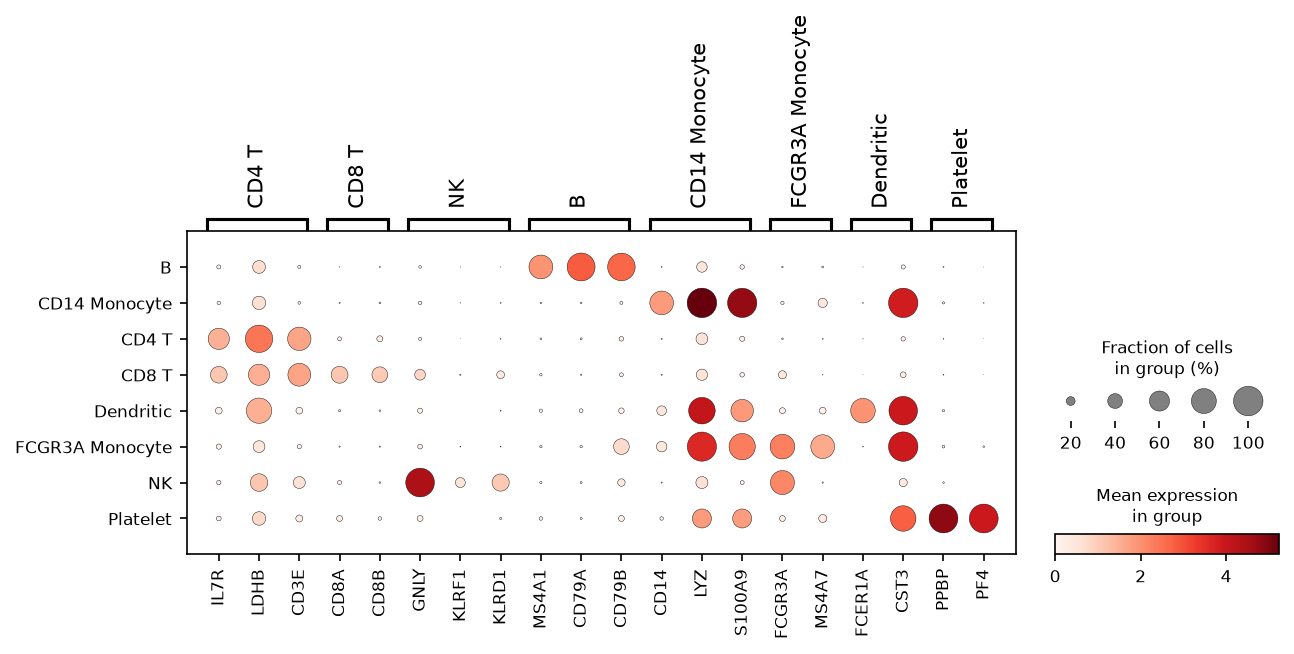 CD4 T
CD8 T
NK
B
CD14 Monocyte
FCGR3A Monocyte
Dendritic
Platelet
B
CD14 Monocyte
CD4 T
CD8 T
Dendritic
FCGR3A Monocyte
NK
Platelet
IL7R
LDHB
CD3E
CD8A
CD8B
GNLY
KLRF1
KLRD1
MS4A1
CD79A
CD79B
CD14
LYZ
S100A9
FCGR3A
MS4A7
FCER1A
CST3
PPBP
PF4
Fraction of cells
in group (%)
20 40 60 80 100
Mean expression
in group
0 2 4